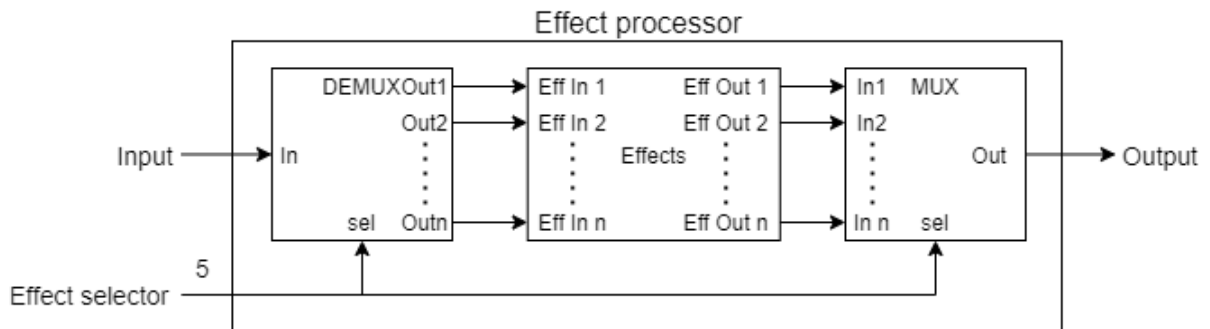 Effect processor
DEMUX Out1 Eff In 1 Eff Out 1 In1 MUX
Out2 Eff In 2 Eff Out 2 In2
Input In Effects Out Output
sel Outn Eff In n Eff Out n In n sel
5
Effect selector